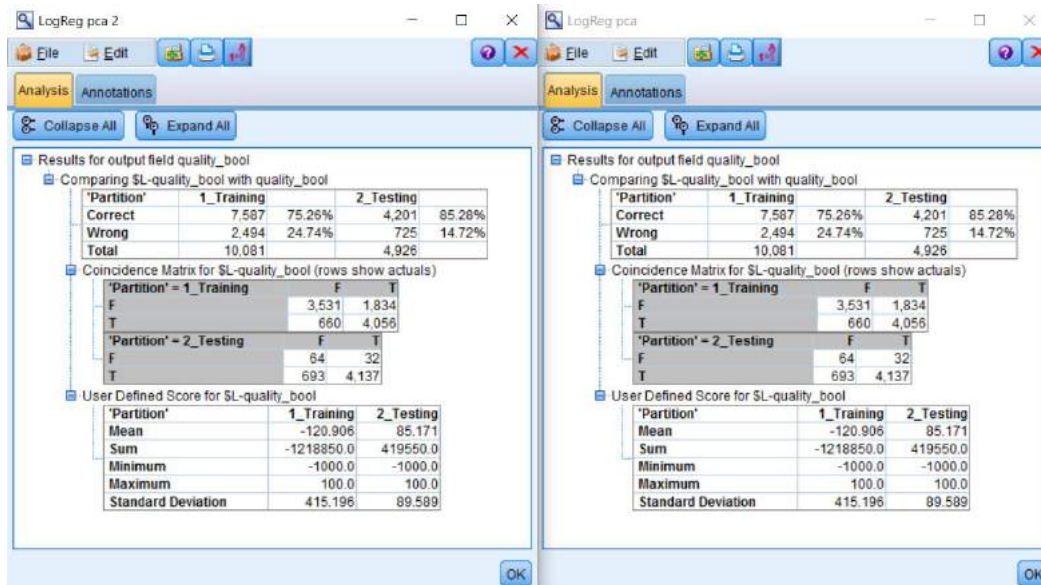 LogReg pca 2
File Edit
Analysis Annotations
Collapse All Expand All
Results for output field quality_bool
Comparing $L-quality_bool with quality_bool
'Partition' 1_Training 2_Testing
Correct 7,587 75.26% 4,201 85.28%
Wrong 2,494 24.74% 725 14.72%
Total 10,081 4,926
Coincidence Matrix for $L-quality_bool (rows show actuals)
'Partition' = 1_Training F T
F 3,531 1,834
T 660 4,056
'Partition' = 2_Testing F T
F 64 32
T 693 4,137
User Defined Score for $L-quality_bool
'Partition' 1_Training 2_Testing
Mean -120.906 85.171
Sum -1218850.0 419550.0
Minimum -1000.0 -1000.0
Maximum 100.0 100.0
Standard Deviation 415.196 89.589
OK
LogReg pca
File Edit
Analysis Annotations
Collapse All Expand All
Results for output field quality_bool
Comparing $L-quality_bool with quality_bool
'Partition' 1_Training 2_Testing
Correct 7,587 75.26% 4,201 85.28%
Wrong 2,494 24.74% 725 14.72%
Total 10,081 4,926
Coincidence Matrix for $L-quality_bool (rows show actuals)
'Partition' = 1_Training F T
F 3,531 1,834
T 660 4,056
'Partition' = 2_Testing F T
F 64 32
T 693 4,137
User Defined Score for $L-quality_bool
'Partition' 1_Training 2_Testing
Mean -120.906 85.171
Sum -1218850.0 419550.0
Minimum -1000.0 -1000.0
Maximum 100.0 100.0
Standard Deviation 415.196 89.589
OK